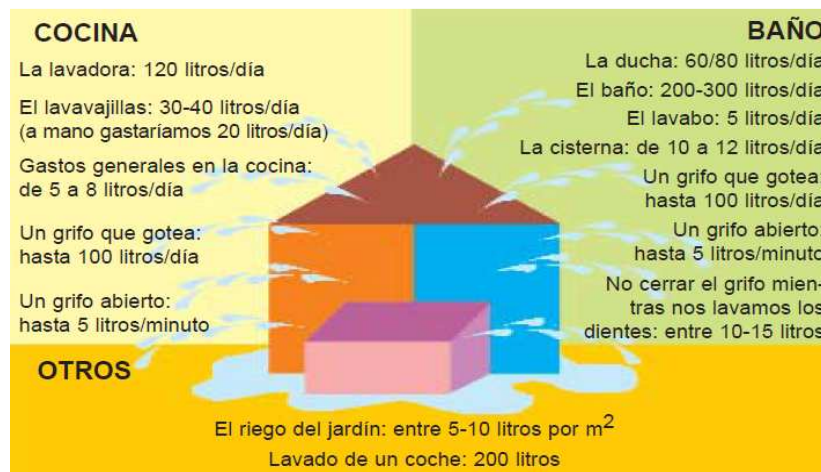 COCINA
La lavadora: 120 litros/día
El lavavajillas: 30-40 litros/día
(a mano gastaríamos 20 litros/día)
Gastos generales en la cocina:
de 5 a 8 litros/día
Un grifo que gotea:
hasta 100 litros/día
Un grifo abierto:
hasta 5 litros/minuto
BAÑO
La ducha: 60/80 litros/día
El baño: 200-300 litros/día
El lavabo: 5 litros/día
La cisterna: de 10 a 12 litros/día
Un grifo que gotea:
hasta 100 litros/día
Un grifo abierto:
hasta 5 litros/minuto
No cerrar el grifo mien-
tras nos lavamos los
dientes: entre 10-15 litros
OTROS
El riego del jardín: entre 5-10 litros por m²
Lavado de un coche: 200 litros